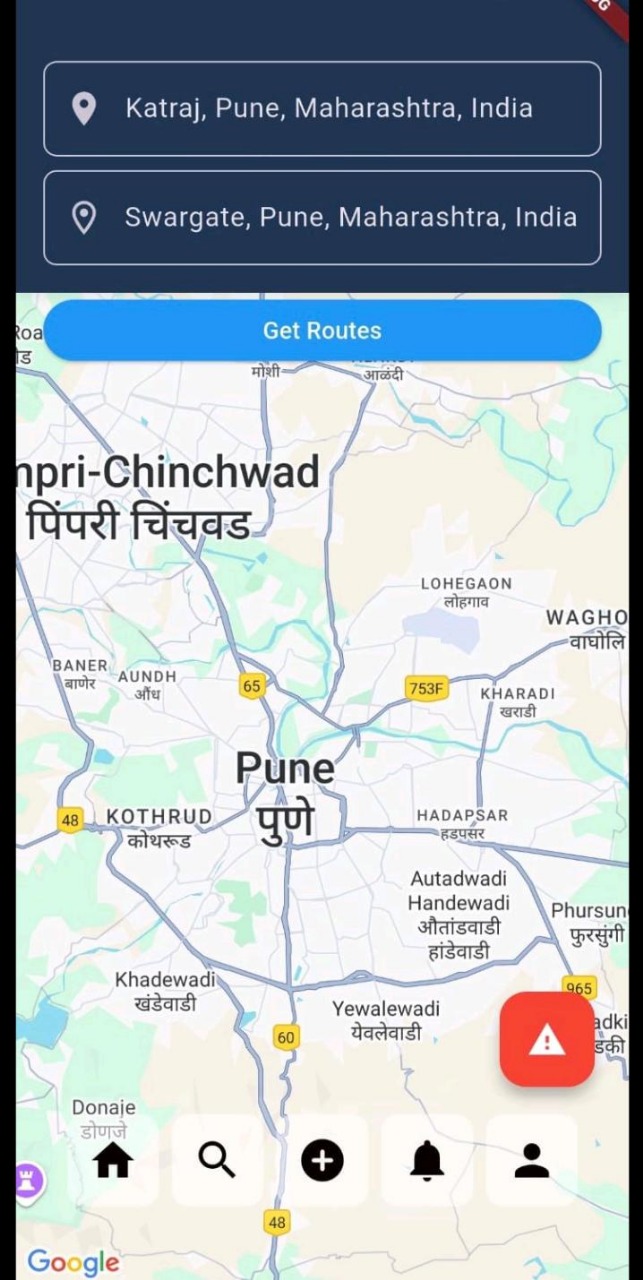 Katraj, Pune, Maharashtra, India
Swargate, Pune, Maharashtra, India
Get Routes
मोशी
आळंदी
pri-Chinchwad
पिंपरी चिंचवड
LOHEGAON
लोहगाव
WAGHO
वाघोलि
BANER
बाणेर
AUNDH
औंध
65
753F
KHARADI
खराडी
Pune
पुणे
48
KOTHRUD
कोथरूड
HADAPSAR
हडपसर
Autadwadi
Handewadi
औतांडवाडी
हांडेवाडी
Phursun
फुरसुंगी
Khadewadi
खंडेवाडी
965
Yewalewadi
येवलेवाडी
adki
डकी
60
Donaje
डोणजे
48
Google